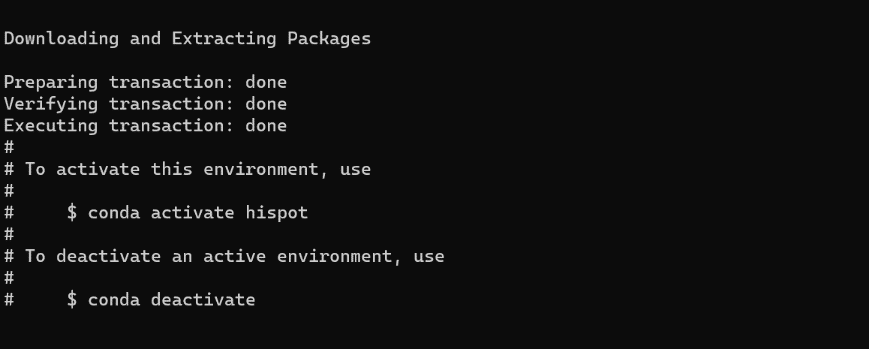 Downloading and Extracting Packages
Preparing transaction: done
Verifying transaction: done
Executing transaction: done
#
# To activate this environment, use
#
#     $ conda activate hispot
#
# To deactivate an active environment, use
#
#     $ conda deactivate